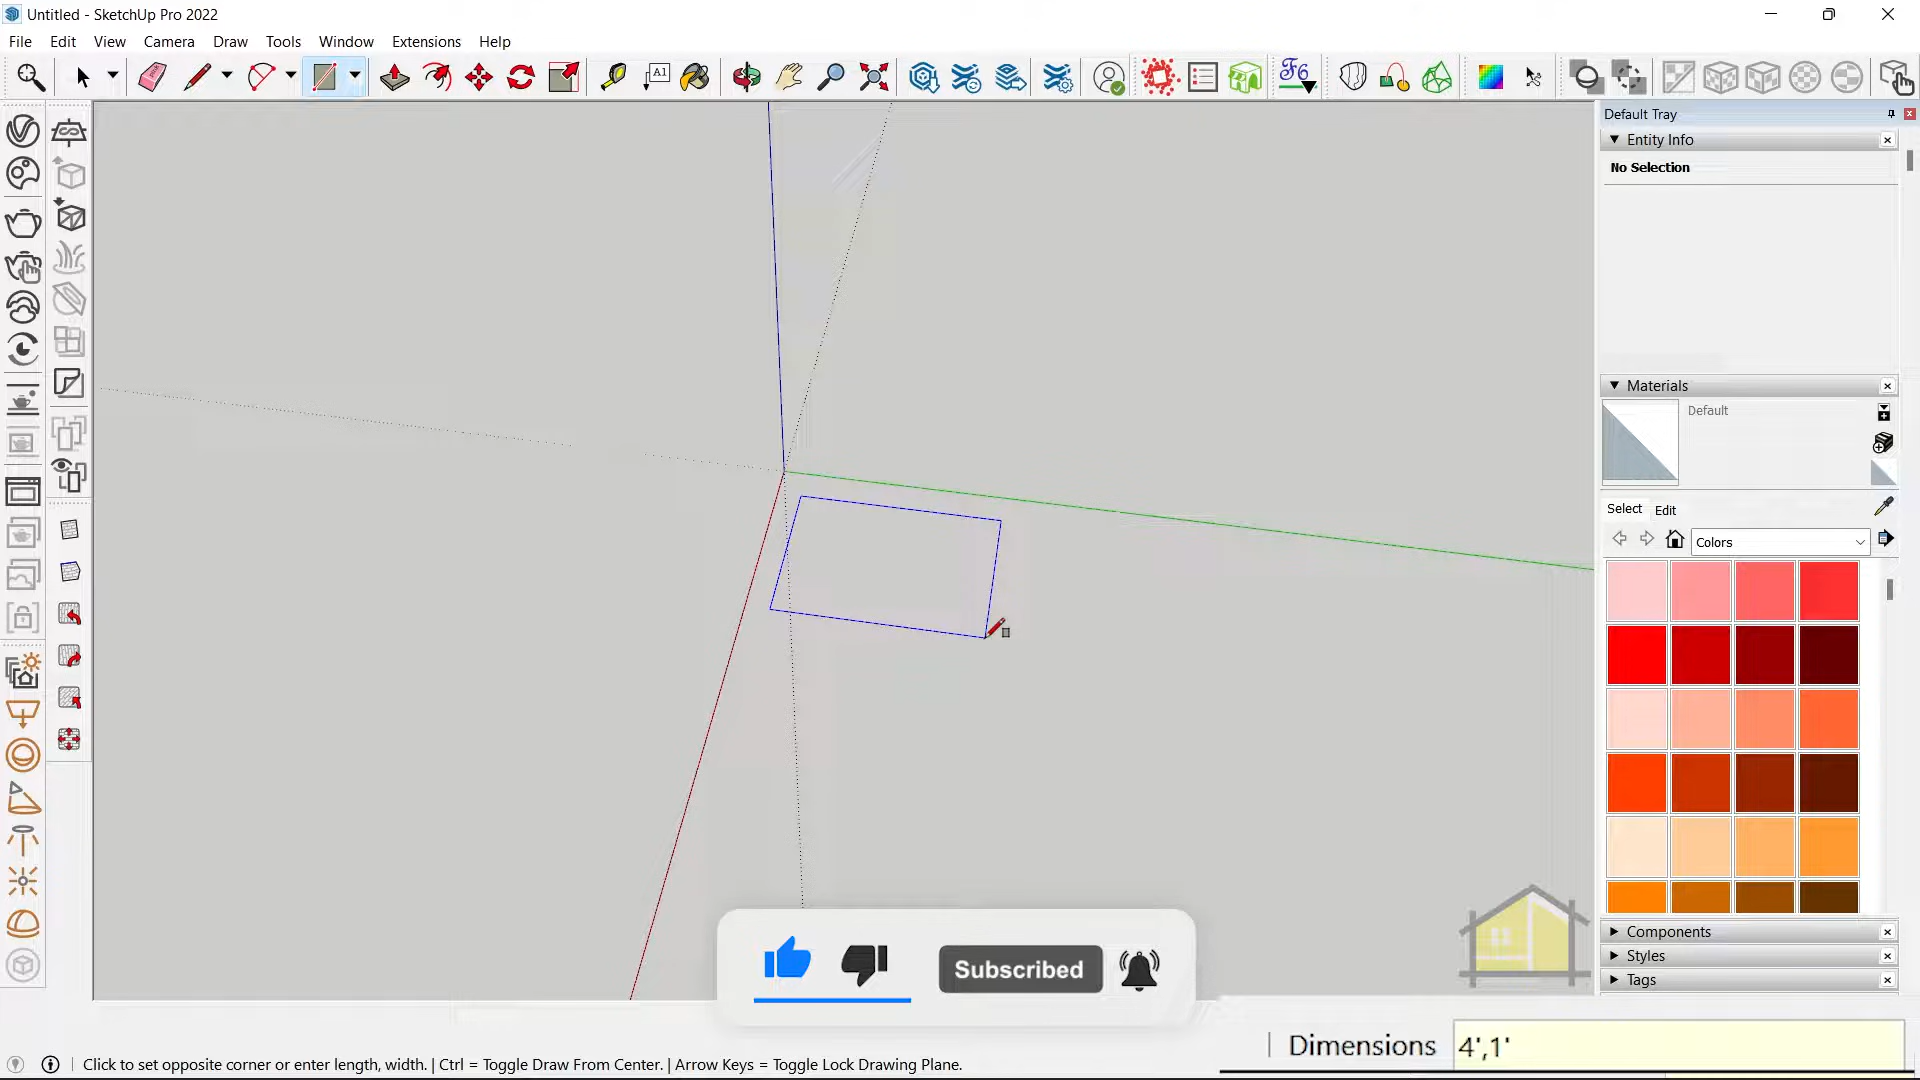 Untitled - SketchUp Pro 2022
File Edit View Camera Draw Tools Window Extensions Help
A1
F6
Default Tray
Entity Info
No Selection
Materials
Default
Select Edit
Colors
Components
Styles
Tags
Subscribed
Dimensions 4',1'
Click to set opposite corner or enter length, width. | Ctrl = Toggle Draw From Center. | Arrow Keys = Toggle Lock Drawing Plane.